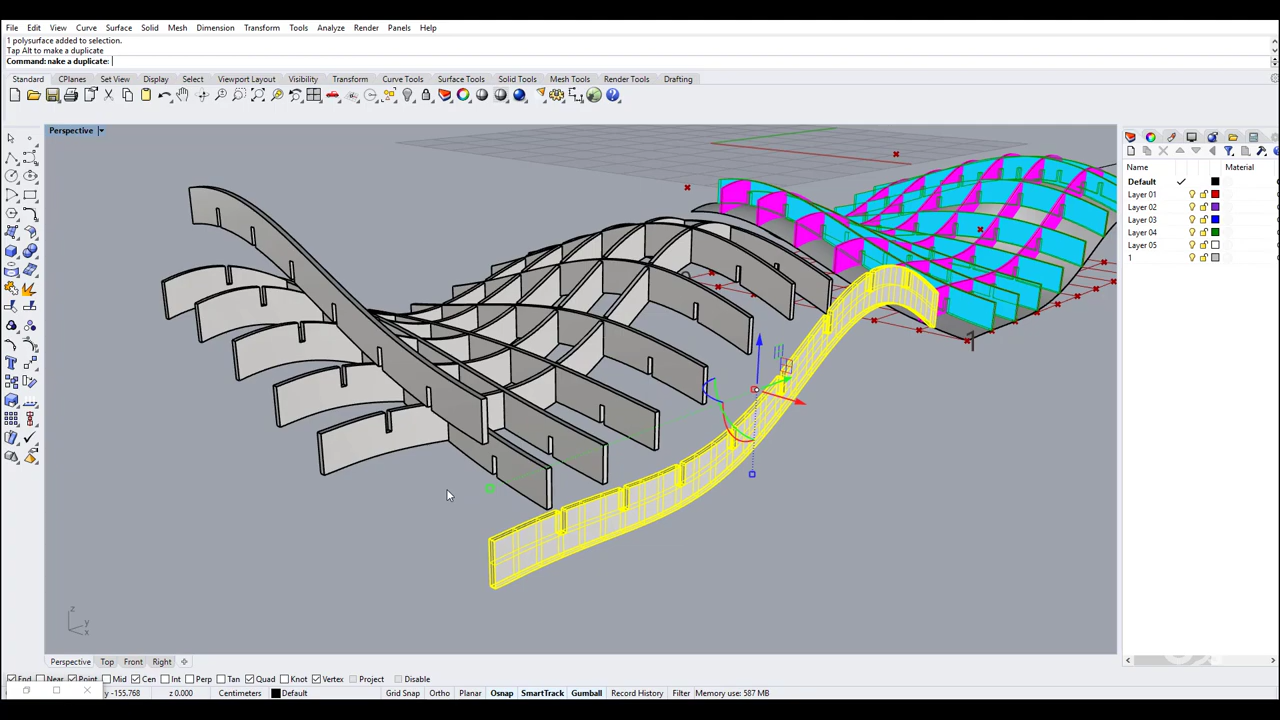 File Edit View Curve Surface Solid Mesh Dimension Transform Tools Analyze Render Panels Help
1 polysurface added to selection.
Tap Alt to make a duplicate
Command: nake a duplicate:
Standard CPlanes Set View Display Select Viewport Layout Visibility Transform Curve Tools Surface Tools Solid Tools Mesh Tools Render Tools Drafting
Perspective
Name Material
Default
Layer 01
Layer 02
Layer 03
Layer 04
Layer 05
1
z
y
x
Perspective Top Front Right
End Near Point Mid Cen Int Perp Tan Quad Knot Vertex Project Disable
-155.768 z 0.000 Centimeters Default Grid Snap Ortho Planar Osnap SmartTrack Gumball Record History Filter Memory use: 587 MB